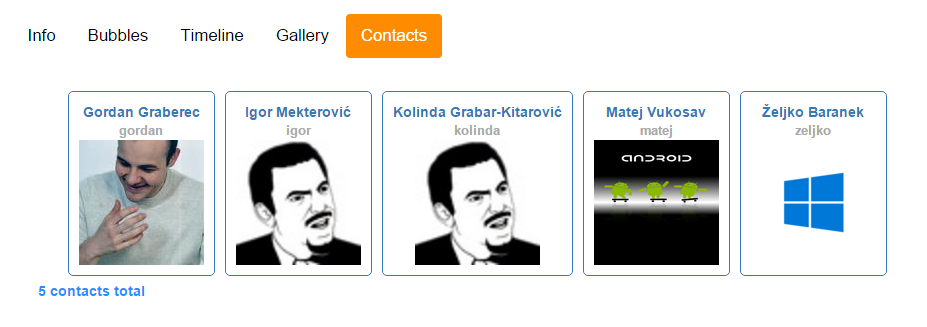 Info Bubbles Timeline Gallery Contacts
Gordan Graberec
gordan
Igor Mekterović
igor
Kolinda Grabar-Kitarović
kolinda
Matej Vukosav
matej
ANDROID
Željko Baranek
zeljko
5 contacts total